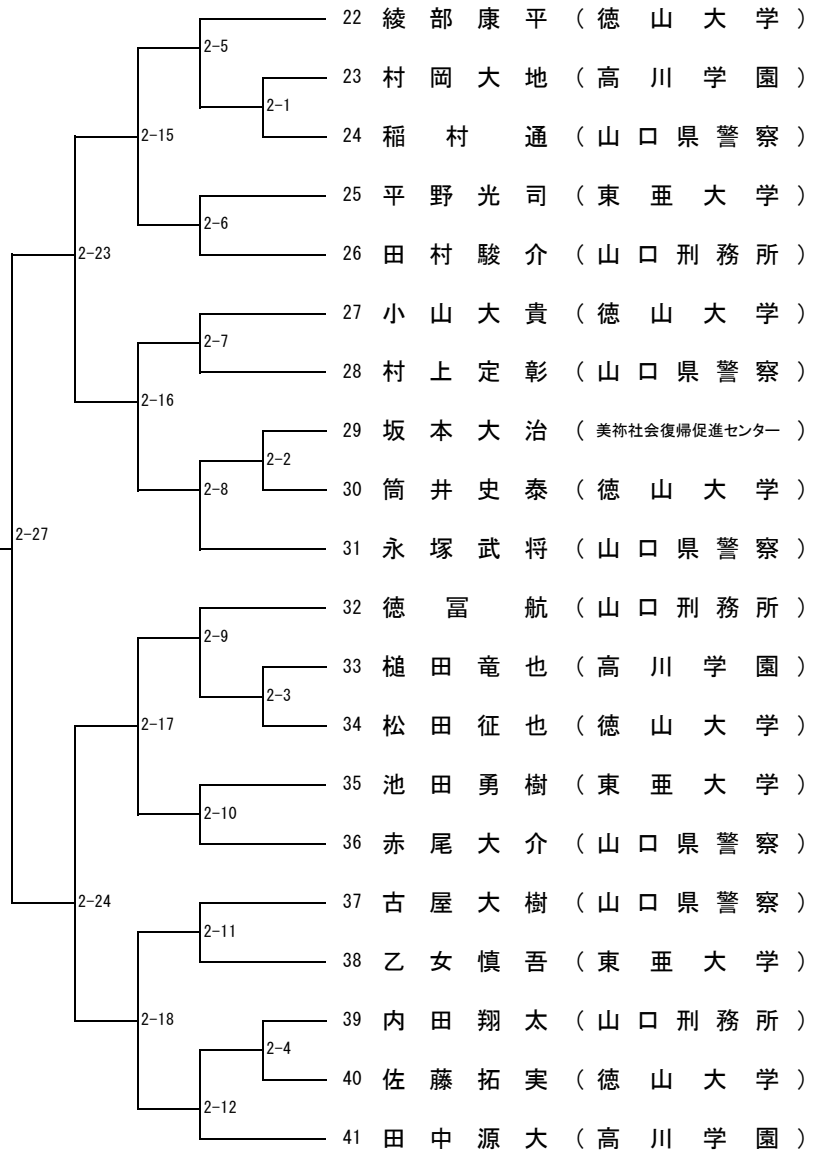 22 綾部康平 (徳山大学)
2-5
23 村岡大地 (高川学園)
2-1
24 稲村通 (山口県警察)
2-15
25 平野光司 (東亜大学)
2-6
26 田村駿介 (山口刑務所)
2-23
27 小山大貴 (徳山大学)
2-7
28 村上定彰 (山口県警察)
2-16
29 坂本大治 (美祢社会復帰促進センター)
2-2
30 筒井史泰 (徳山大学)
2-8
31 永塚武将 (山口県警察)
2-27
32 徳冨航 (山口刑務所)
2-9
33 槌田竜也 (高川学園)
2-3
34 松田征也 (徳山大学)
2-17
35 池田勇樹 (東亜大学)
2-10
36 赤尾大介 (山口県警察)
2-24
37 古屋大樹 (山口県警察)
2-11
38 乙女慎吾 (東亜大学)
2-18
39 内田翔太 (山口刑務所)
2-4
40 佐藤拓実 (徳山大学)
2-12
41 田中源大 (高川学園)